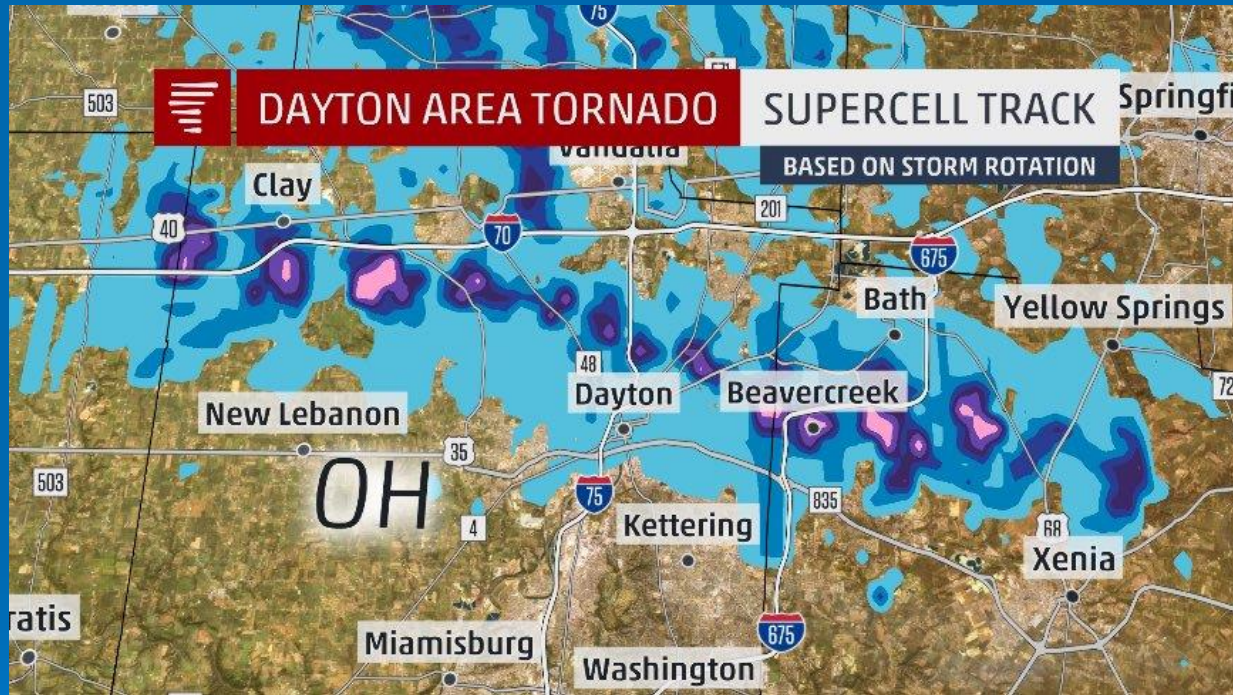 75
503
571
DAYTON AREA TORNADO
SUPERCELL TRACK
Springfi
BASED ON STORM ROTATION
Vandalia
Clay
40
201
70
675
Bath
Yellow Springs
48
Dayton
Beavercreek
72
New Lebanon
35
OH
503
75
4
835
Kettering
68
Xenia
ratis
Miamisburg
675
Washington